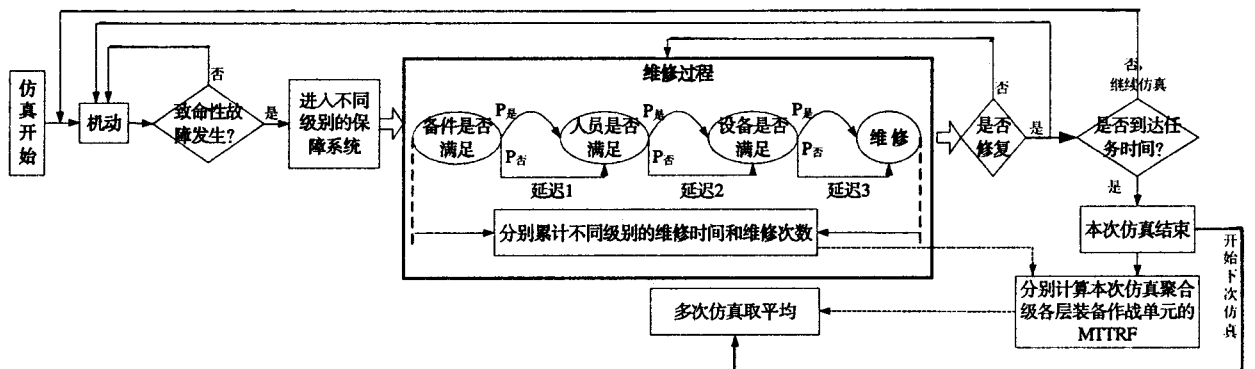 仿真开始
机动
否
致命性故
障发生?
是
进入不同
级别的保
障系统
维修过程
备件是否
满足
P是
P否
延迟1
人员是否
满足
P是
P否
延迟2
设备是否
满足
P是
P否
延迟3
维修
分别累计不同级别的维修时间和维修次数
否
是否
修复
是
否,
继续仿真
是否到达任
务时间?
是
本次仿真结束
开始下次仿真
分别计算本次仿真聚合
级各层装备作战单元的
MTTRF
多次仿真取平均